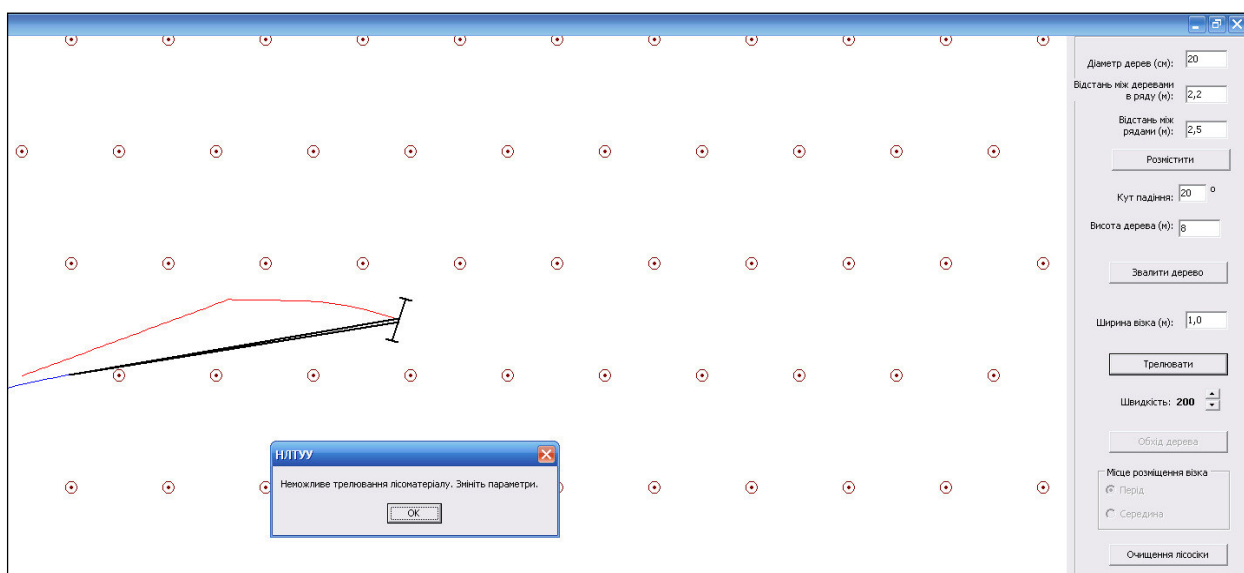 Діаметр дерев (см): 20
Відстань між деревами
в ряду (м): 2,2
Відстань між
рядами (м): 2,5
Розмістити
Кут падіння: 20 °
Висота дерева (м): 8
Звалити дерево
Ширина візка (м): 1,0
Трелювати
Швидкість: 200
Обхід дерева
Місце розміщення візка
Перід
Середина
Очищення лісосіки
НЛТУУ
Неможливе трелювання лісоматеріалу. Змініть параметри.
OK